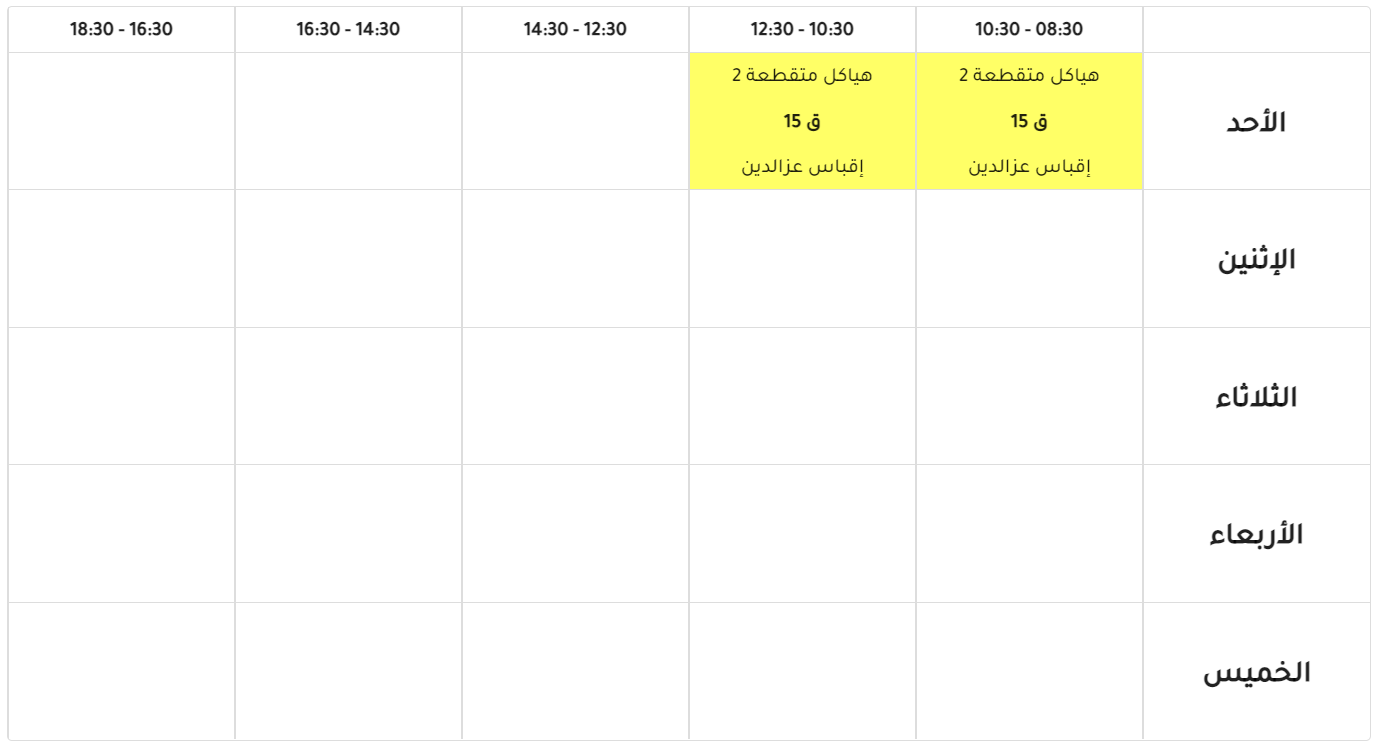 08:30 - 10:30
10:30 - 12:30
12:30 - 14:30
14:30 - 16:30
16:30 - 18:30
الأحد
هياكل متقطعة 2
ق 15
إقباس عزالدين
هياكل متقطعة 2
ق 15
إقباس عزالدين
الإثنين
الثلاثاء
الأربعاء
الخميس